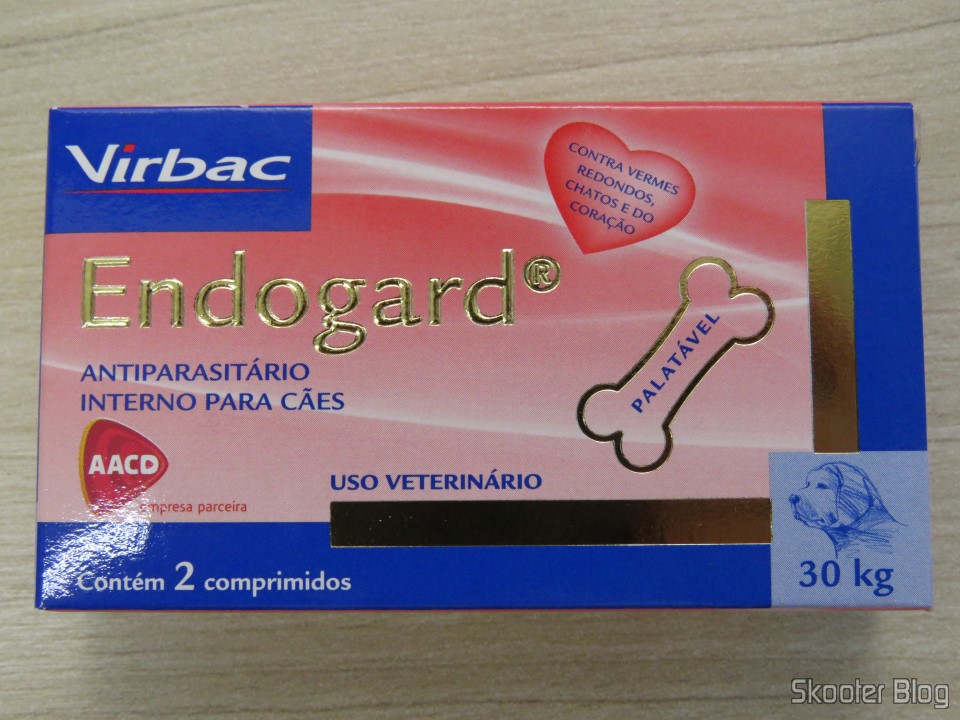 Virbac
CONTRA VERMES
REDONDOS,
CHATOS E DO
CORAÇÃO
Endogard®
PALATÁVEL
ANTIPARASITÁRIO
INTERNO PARA CÃES
AACD
empresa parceira
USO VETERINÁRIO
Contém 2 comprimidos
30 kg
Skooter Blog